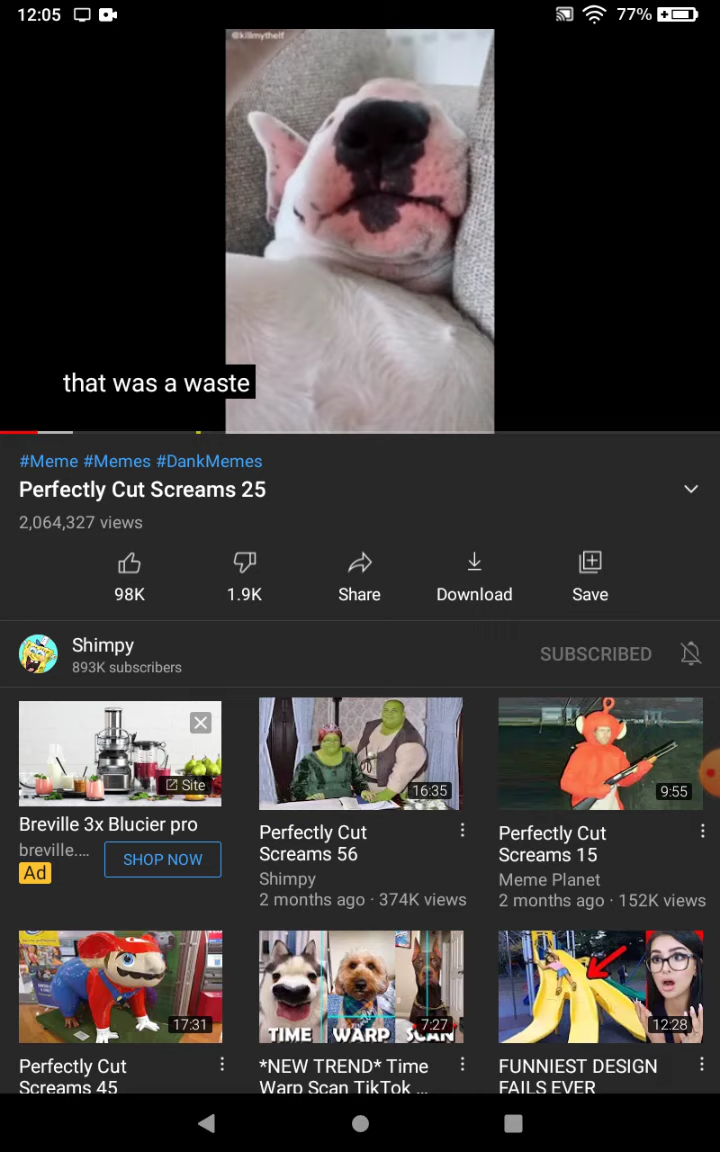 12:05
77%
@killmythelf
that was a waste
#Meme #Memes #DankMemes
Perfectly Cut Screams 25
2,064,327 views
98K
1.9K
Share
Download
Save
Shimpy
893K subscribers
SUBSCRIBED
Site
Breville 3x Blucier pro
breville....
Ad
SHOP NOW
16:35
Perfectly Cut
Screams 56
Shimpy
2 months ago · 374K views
9:55
Perfectly Cut
Screams 15
Meme Planet
2 months ago · 152K views
17:31
Perfectly Cut
Screams 45
TIME WARP SCAN
7:27
*NEW TREND* Time
Warp Scan TikTok ...
12:28
FUNNIEST DESIGN
FAILS EVER